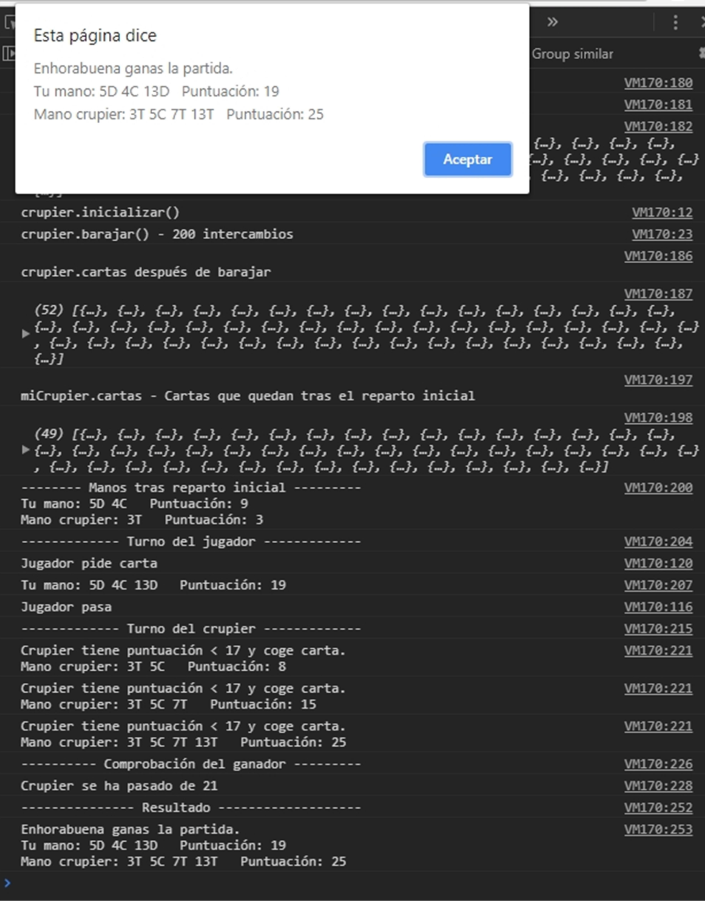 Esta página dice
Enhorabuena ganas la partida.
Tu mano: 5D 4C 13D Puntuación: 19
Mano crupier: 3T 5C 7T 13T Puntuación: 25
Aceptar
»
Group similar
VM170:180
VM170:181
VM170:182
{…}, {…}, {…}, {…},
{…}, {…}, {…}, {…}, {…}
{…}, {…}, {…}, {…},
{…}]
crupier.inicializar() VM170:12
crupier.barajar() - 200 intercambios VM170:23
VM170:186
crupier.cartas después de barajar
VM170:187
(52) [{…}, {…}, {…}, {…}, {…}, {…}, {…}, {…}, {…}, {…}, {…}, {…}, {…}, {…}, {…}, {…},
{…}, {…}, {…}, {…}, {…}, {…}, {…}, {…}, {…}, {…}, {…}, {…}, {…}, {…}, {…}, {…}, {…}, {…}
, {…}, {…}, {…}, {…}, {…}, {…}, {…}, {…}, {…}, {…}, {…}, {…}, {…}, {…}, {…}, {…}, {…},
{…}]
VM170:197
miCrupier.cartas - Cartas que quedan tras el reparto inicial
VM170:198
(49) [{…}, {…}, {…}, {…}, {…}, {…}, {…}, {…}, {…}, {…}, {…}, {…}, {…}, {…}, {…}, {…},
{…}, {…}, {…}, {…}, {…}, {…}, {…}, {…}, {…}, {…}, {…}, {…}, {…}, {…}, {…}, {…}, {…}, {…}
, {…}, {…}, {…}, {…}, {…}, {…}, {…}, {…}, {…}, {…}, {…}, {…}, {…}, {…}, {…}]
-------- Manos tras reparto inicial --------- VM170:200
Tu mano: 5D 4C Puntuación: 9
Mano crupier: 3T Puntuación: 3
------------- Turno del jugador ------------- VM170:204
Jugador pide carta VM170:120
Tu mano: 5D 4C 13D Puntuación: 19 VM170:207
Jugador pasa VM170:116
------------- Turno del crupier ------------- VM170:215
Crupier tiene puntuación < 17 y coge carta. VM170:221
Mano crupier: 3T 5C Puntuación: 8
Crupier tiene puntuación < 17 y coge carta. VM170:221
Mano crupier: 3T 5C 7T Puntuación: 15
Crupier tiene puntuación < 17 y coge carta. VM170:221
Mano crupier: 3T 5C 7T 13T Puntuación: 25
---------- Comprobación del ganador --------- VM170:226
Crupier se ha pasado de 21 VM170:228
--------------- Resultado ------------------- VM170:252
Enhorabuena ganas la partida. VM170:253
Tu mano: 5D 4C 13D Puntuación: 19
Mano crupier: 3T 5C 7T 13T Puntuación: 25